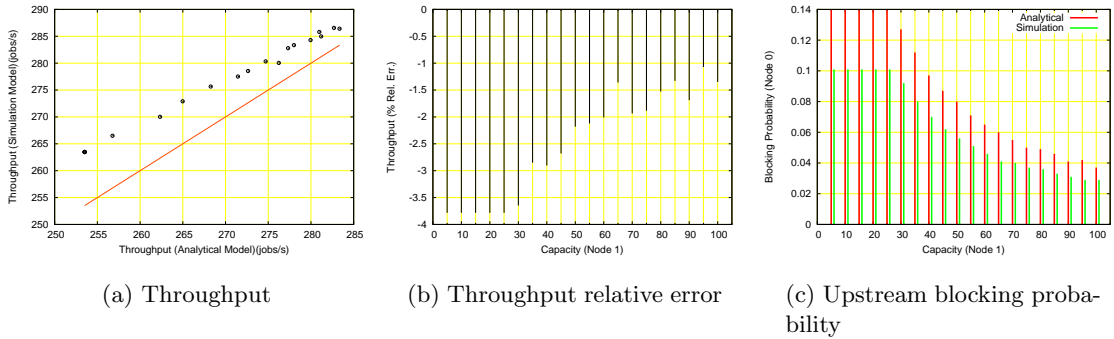 290
285
280
275
270
265
260
255
250
250 255 260 265 270 275 280 285
Throughput (Simulation Model)(jobs/s)
Throughput (Analytical Model)(jobs/s)
(a) Throughput
0
-0.5
-1
-1.5
-2
-2.5
-3
-3.5
-4
0 10 20 30 40 50 60 70 80 90 100
Throughput (% Rel. Err.)
Capacity (Node 1)
(b) Throughput relative error
0.14
0.12
0.1
0.08
0.06
0.04
0.02
0
0 10 20 30 40 50 60 70 80 90 100
Blocking Probability (Node 0)
Capacity (Node 1)
Analytical
Simulation
(c) Upstream blocking proba-
bility